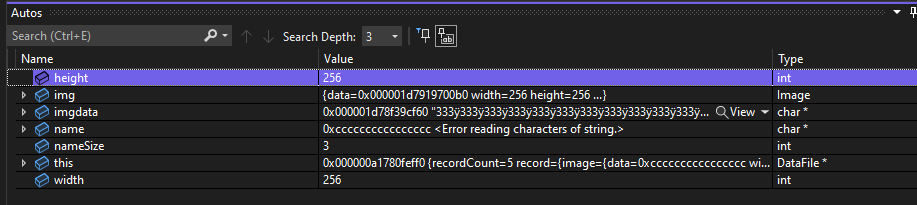 Autos
Search (Ctrl+E) Search Depth: 3
Name Value Type
height 256 int
img {data=0x000001d7919700b0 width=256 height=256 ...} Image
imgdata 0x000001d78f39cf60 "333ÿ333ÿ333ÿ333ÿ333ÿ333ÿ333ÿ333ÿ333ÿ333ÿ333ÿ... View char *
name 0xcccccccccccccccc <Error reading characters of string.> char *
nameSize 3 int
this 0x000000a1780feff0 {recordCount=5 record={image={data=0xcccccccccccccccc wi... DataFile *
width 256 int